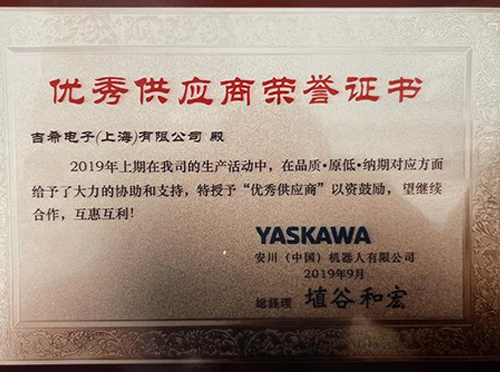 优秀供应商荣誉证书
吉希电子(上海)有限公司 殿
2019年上期在我司的生产活动中，在品质·原低·纳期对应方面
给予了大力的协助和支持，特授予“优秀供应商”以资鼓励，望继续
合作，互惠互利！
YASKAWA
安川（中国）机器人有限公司
2019年9月
総経理 埴谷和宏